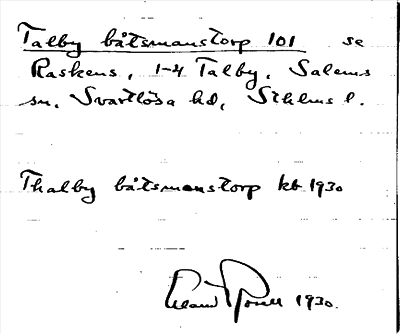 Talby båtsmanstorp 101 se
Raskens, 1-4 Talby, Salems
sn, Svartlösa hd, Sthlms l.
Thalby båtsmanstorp kb 1930
1930.